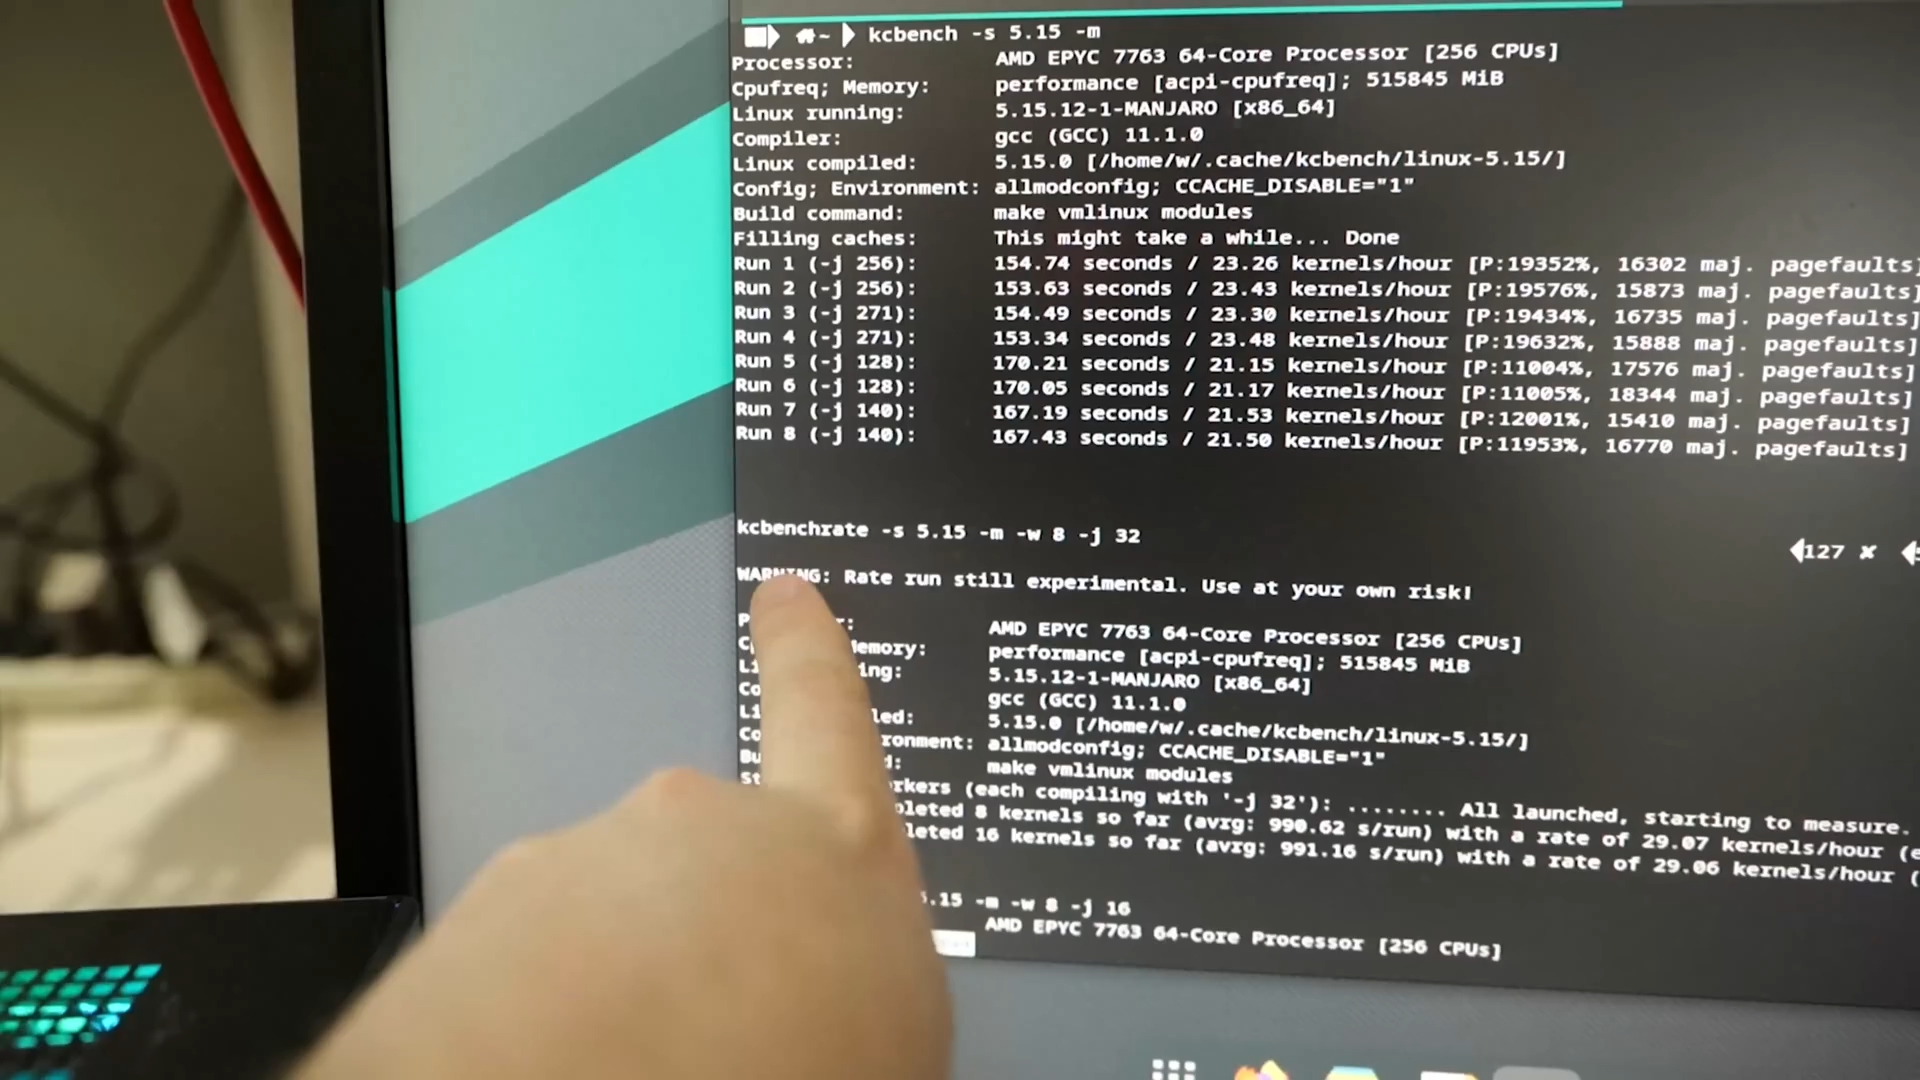 kcbench -s 5.15 -m
Processor: AMD EPYC 7763 64-Core Processor [256 CPUs]
Cpufreq; Memory: performance [acpi-cpufreq]; 515845 MiB
Linux running: 5.15.12-1-MANJARO [x86_64]
Compiler: gcc (GCC) 11.1.0
Linux compiled: 5.15.0 [/home/w/.cache/kcbench/linux-5.15/]
Config; Environment: allmodconfig; CCACHE_DISABLE="1"
Build command: make vmlinux modules
Filling caches: This might take a while... Done
Run 1 (-j 256): 154.74 seconds / 23.26 kernels/hour [P:19352%, 16302 maj. pagefaults]
Run 2 (-j 256): 153.63 seconds / 23.43 kernels/hour [P:19576%, 15873 maj. pagefaults]
Run 3 (-j 271): 154.49 seconds / 23.30 kernels/hour [P:19434%, 16735 maj. pagefaults]
Run 4 (-j 271): 153.34 seconds / 23.48 kernels/hour [P:19632%, 15888 maj. pagefaults]
Run 5 (-j 128): 170.21 seconds / 21.15 kernels/hour [P:11004%, 17576 maj. pagefaults]
Run 6 (-j 128): 170.05 seconds / 21.17 kernels/hour [P:11005%, 18344 maj. pagefaults]
Run 7 (-j 140): 167.19 seconds / 21.53 kernels/hour [P:12001%, 15410 maj. pagefaults]
Run 8 (-j 140): 167.43 seconds / 21.50 kernels/hour [P:11953%, 16770 maj. pagefaults]
kcbenchrate -s 5.15 -m -w 8 -j 32
127 ✘
WARNING: Rate run still experimental. Use at your own risk!
AMD EPYC 7763 64-Core Processor [256 CPUs]
emory: performance [acpi-cpufreq]; 515845 MiB
ing: 5.15.12-1-MANJARO [x86_64]
gcc (GCC) 11.1.0
led: 5.15.0 [/home/w/.cache/kcbench/linux-5.15/]
ronment: allmodconfig; CCACHE_DISABLE="1"
d: make vmlinux modules
rkers (each compiling with '-j 32'): ........ All launched, starting to measure.
pleted 8 kernels so far (avrg: 990.62 s/run) with a rate of 29.07 kernels/hour (
leted 16 kernels so far (avrg: 991.16 s/run) with a rate of 29.06 kernels/hour (
.15 -m -w 8 -j 16
AMD EPYC 7763 64-Core Processor [256 CPUs]